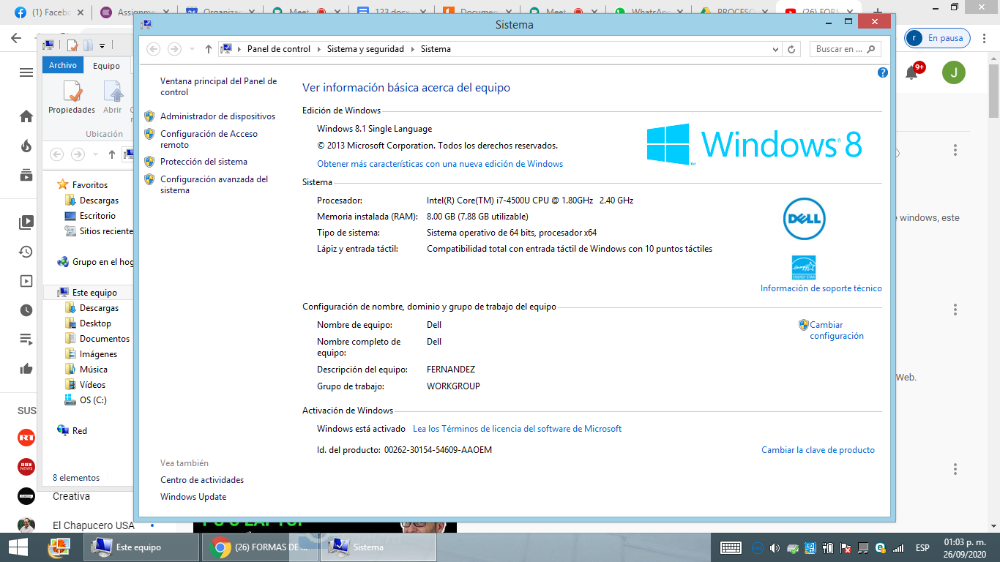 (1) Faceb
Assignme
Organizac
Meet
123.docx
Documen
Meet
WhatsAp
PROCESO
(26) FORM
Sistema
En pausa
r
Panel de control
Sistema y seguridad
Sistema
Buscar en ...
Archivo
Equipo
Propiedades
Abrir
Ubicación
9+
J
Ventana principal del Panel de
control
Administrador de dispositivos
Configuración de Acceso
remoto
Protección del sistema
Configuración avanzada del
sistema
Ver información básica acerca del equipo
Edición de Windows
Windows 8.1 Single Language
© 2013 Microsoft Corporation. Todos los derechos reservados.
Obtener más características con una nueva edición de Windows
Windows 8
Sistema
Procesador: Intel(R) Core(TM) i7-4500U CPU @ 1.80GHz 2.40 GHz
Memoria instalada (RAM): 8.00 GB (7.88 GB utilizable)
Tipo de sistema: Sistema operativo de 64 bits, procesador x64
Lápiz y entrada táctil: Compatibilidad total con entrada táctil de Windows con 10 puntos táctiles
DELL
ENERGY STAR
Información de soporte técnico
Configuración de nombre, dominio y grupo de trabajo del equipo
Nombre de equipo: Dell
Nombre completo de Dell
equipo:
Descripción del equipo: FERNANDEZ
Grupo de trabajo: WORKGROUP
Cambiar
configuración
Activación de Windows
Windows está activado Lea los Términos de licencia del software de Microsoft
Id. del producto: 00262-30154-54609-AAOEM
Cambiar la clave de producto
Vea también
Centro de actividades
Windows Update
Favoritos
Descargas
Escritorio
Sitios reciente
Grupo en el hog
Este equipo
Descargas
Desktop
Documentos
Imágenes
Música
Vídeos
OS (C:)
Red
8 elementos
SUS
RT
NEWS
Creativa
El Chapucero USA
windows, este
Web.
PC O LAPTOP
Este equipo
(26) FORMAS DE ...
Sistema
ESP
01:03 p. m.
26/09/2020